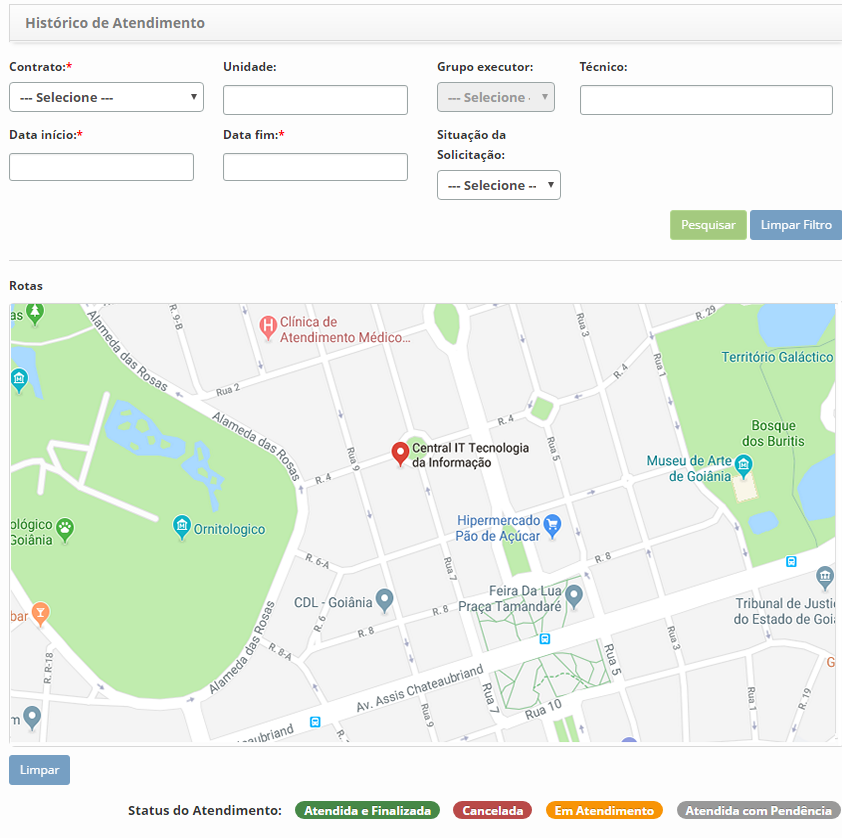 Histórico de Atendimento
Contrato:*
Unidade:
Grupo executor:
Técnico:
--- Selecione ---
--- Selecione -
Data início:*
Data fim:*
Situação da
Solicitação:
--- Selecione --
Pesquisar
Limpar Filtro
Rotas
as
R. 9-B
Alameda das Rosas
Clínica de
Atendimento Médico...
Rua 3
R. 29
Rua 1
Território Galáctico
Rua 2
R. 4
Alameda das Rosas
R. 4
Bosque
dos Buritis
Central IT Tecnologia
da Informação
Rua 9
Rua 5
Museu de Arte
de Goiânia
R. 4
ológico
Goiânia
Ornitologico
Hipermercado
Pão de Açúcar
R. 6-A
Rua 7
R. 8
CDL - Goiânia
Feira Da Lua
Praça Tamandaré
bar
R. 6
R. 8
R. 8
Tribunal de Justi
do Estado de Goi
Alameda das Rosas
R. 8-A
Rua 3
Rua 5
R. R-18
G
Av. Assis Chateaubriand
Rua 7
Rua 1
R. 19
Rua 9
Rua 10
m
eaubriand
R.
Limpar
Status do Atendimento:
Atendida e Finalizada
Cancelada
Em Atendimento
Atendida com Pendência